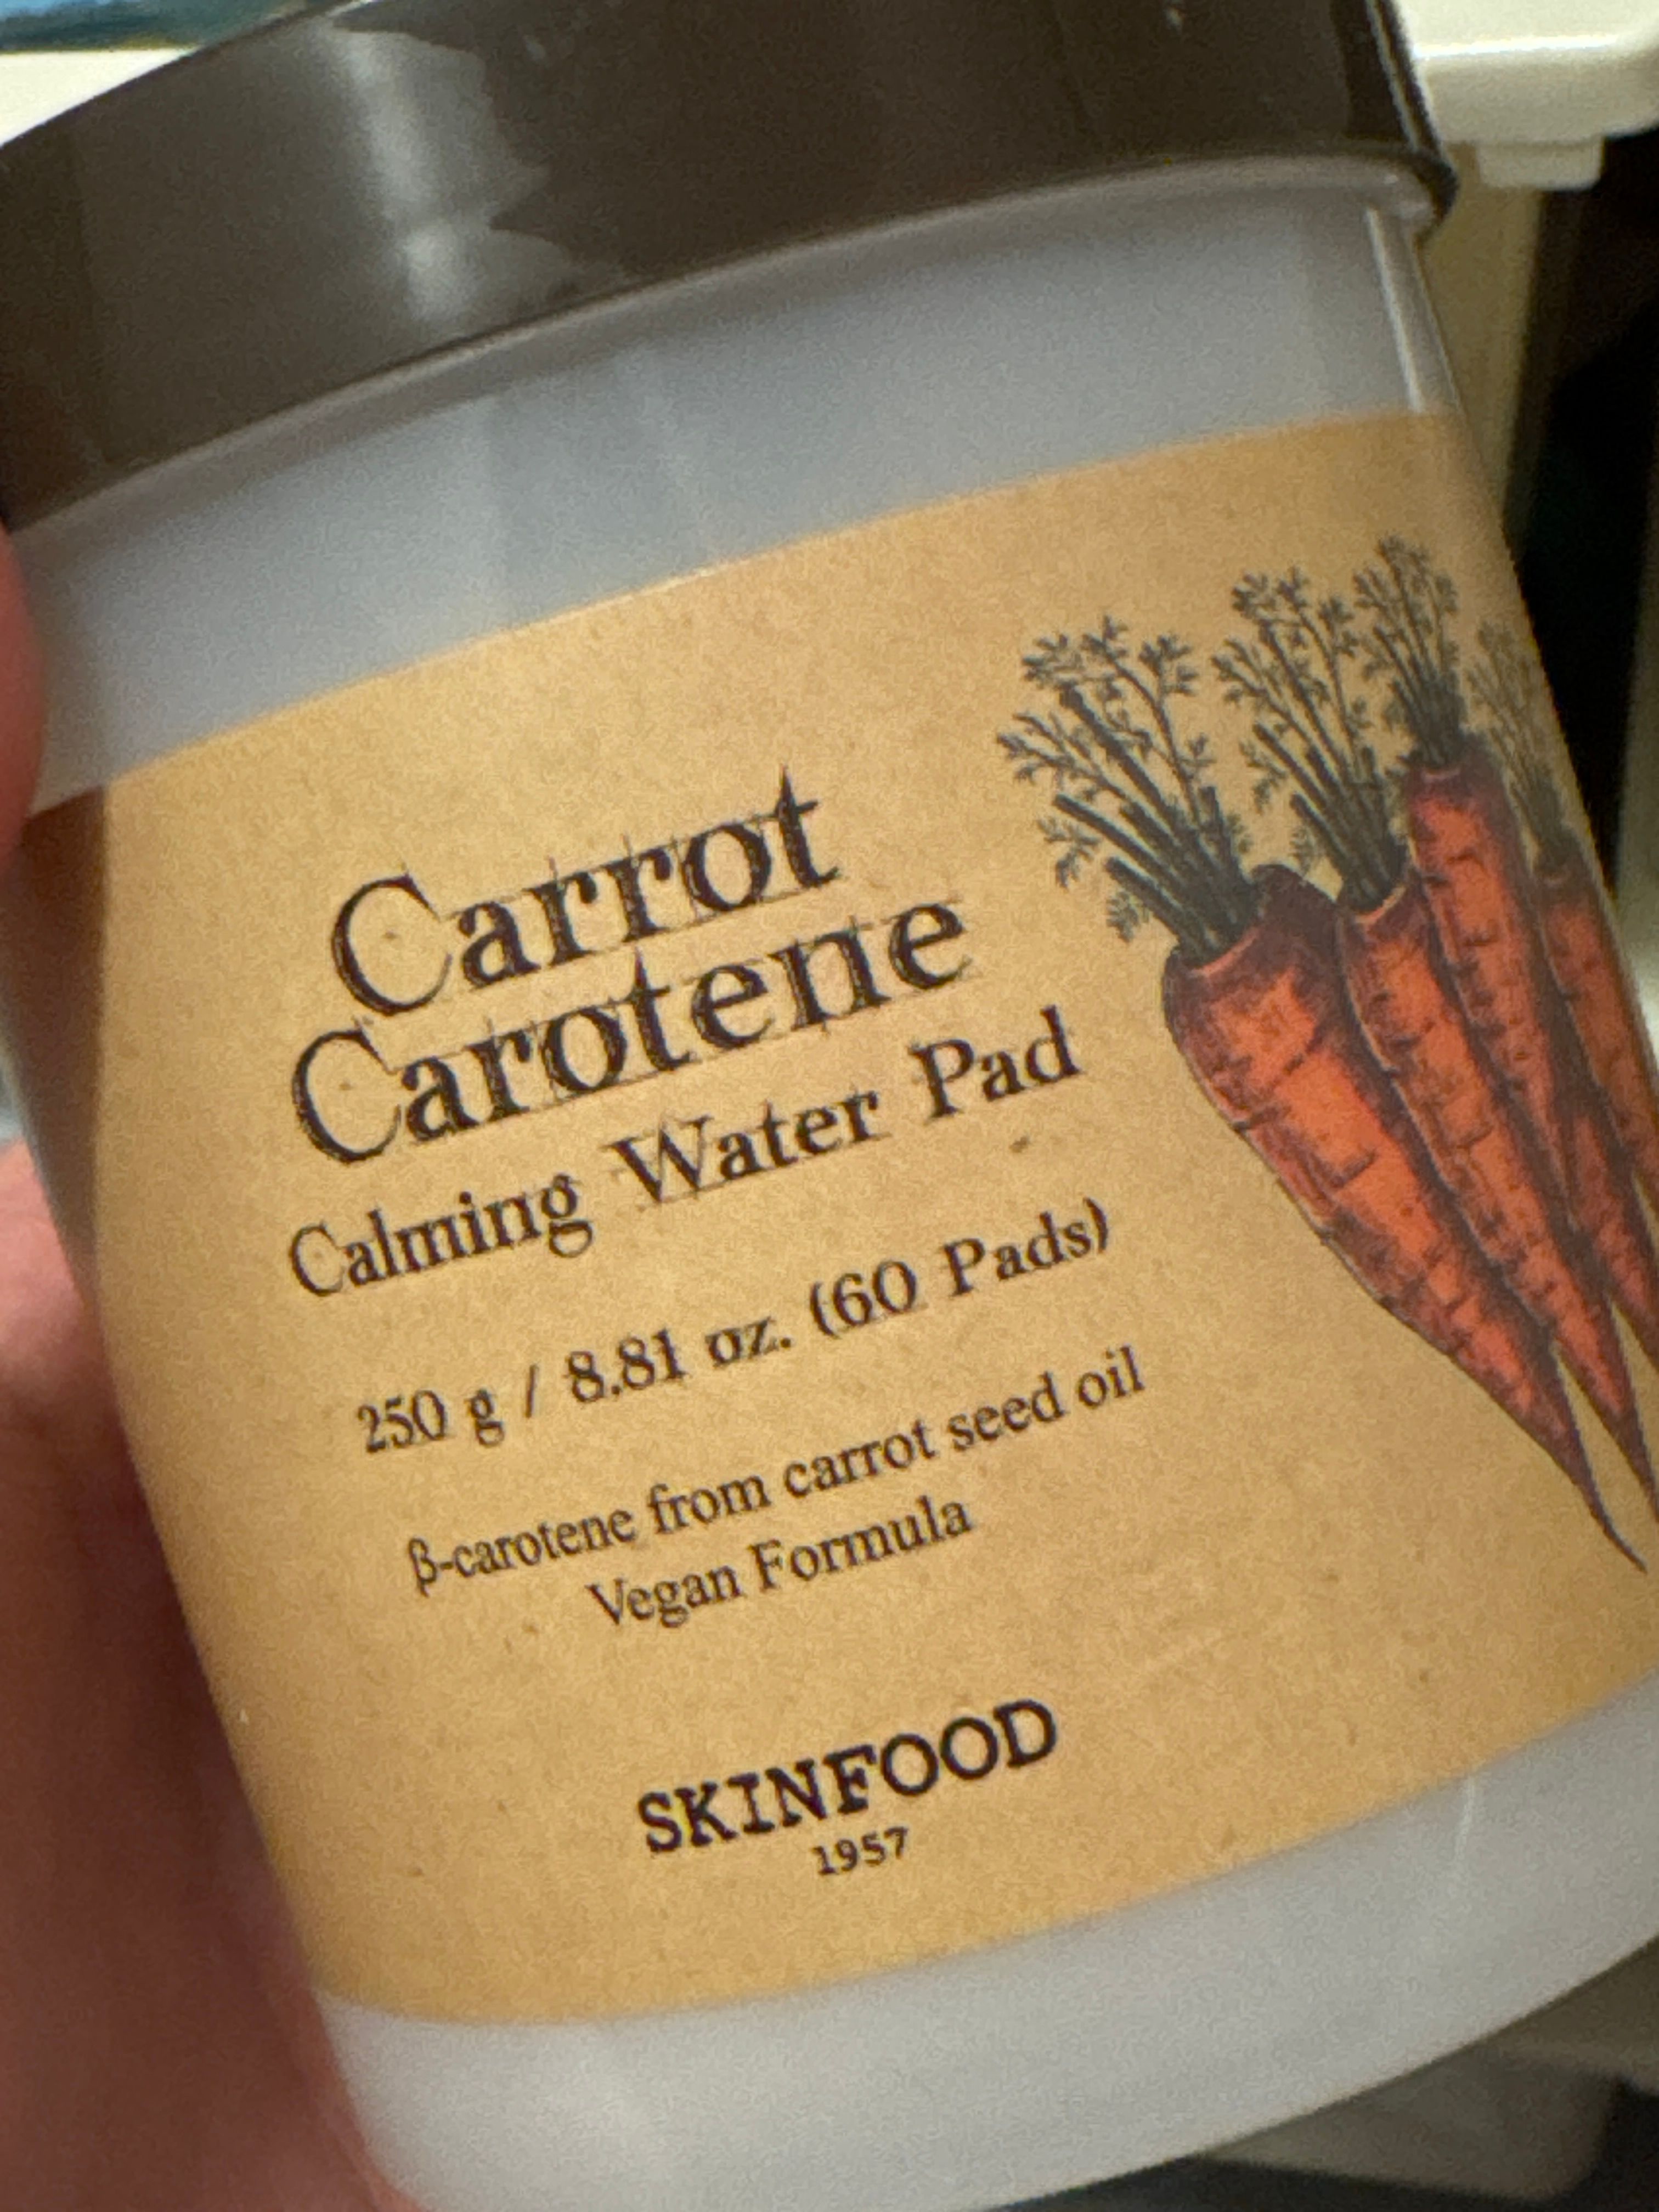 Carrot
Carotene
Calming Water Pad
250 g / 8.81 oz. (60 Pads)
β-carotene from carrot seed oil
Vegan Formula
SKINFOOD
1957